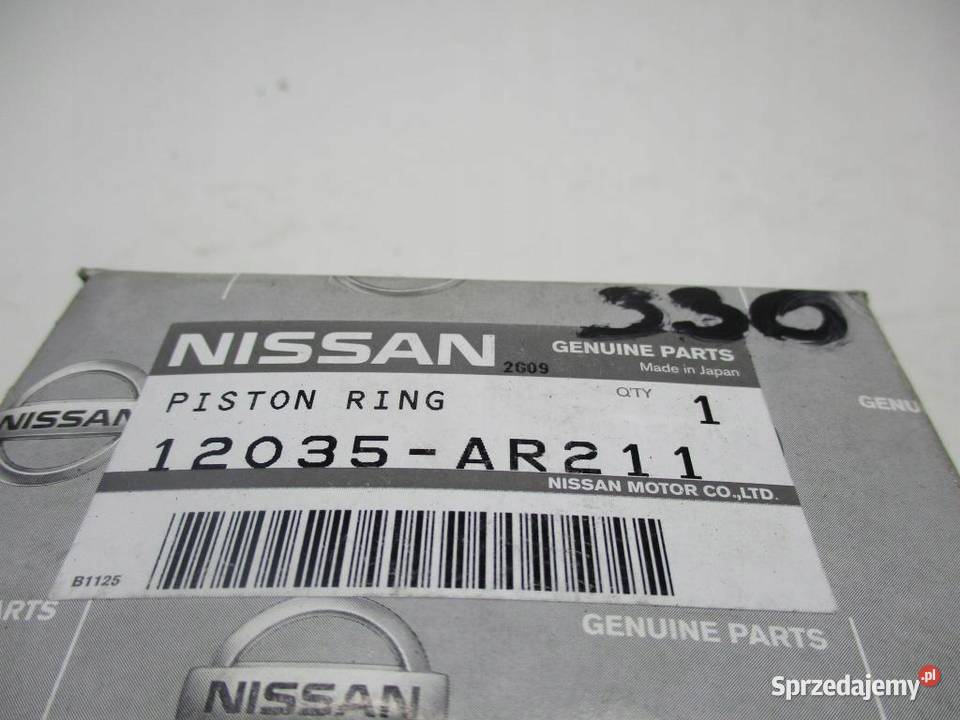 330
NISSAN 2G09 GENUINE PARTS
Made in Japan
PISTON RING Q'TY 1
12035-AR211
NISSAN MOTOR CO.,LTD.
B1125
NISSAN
GENU
ARTS
GENUINE PARTS
NISSAN
Sprzedajemy.pl